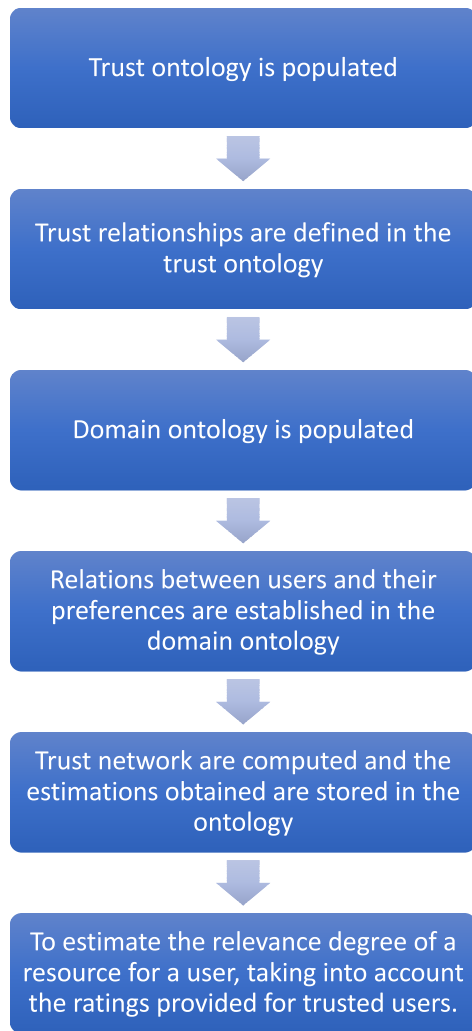 Trust ontology is populated
Trust relationships are defined in the
trust ontology
Domain ontology is populated
Relations between users and their
preferences are established in the
domain ontology
Trust network are computed and the
estimations obtained are stored in the
ontology
To estimate the relevance degree of a
resource for a user, taking into account
the ratings provided for trusted users.